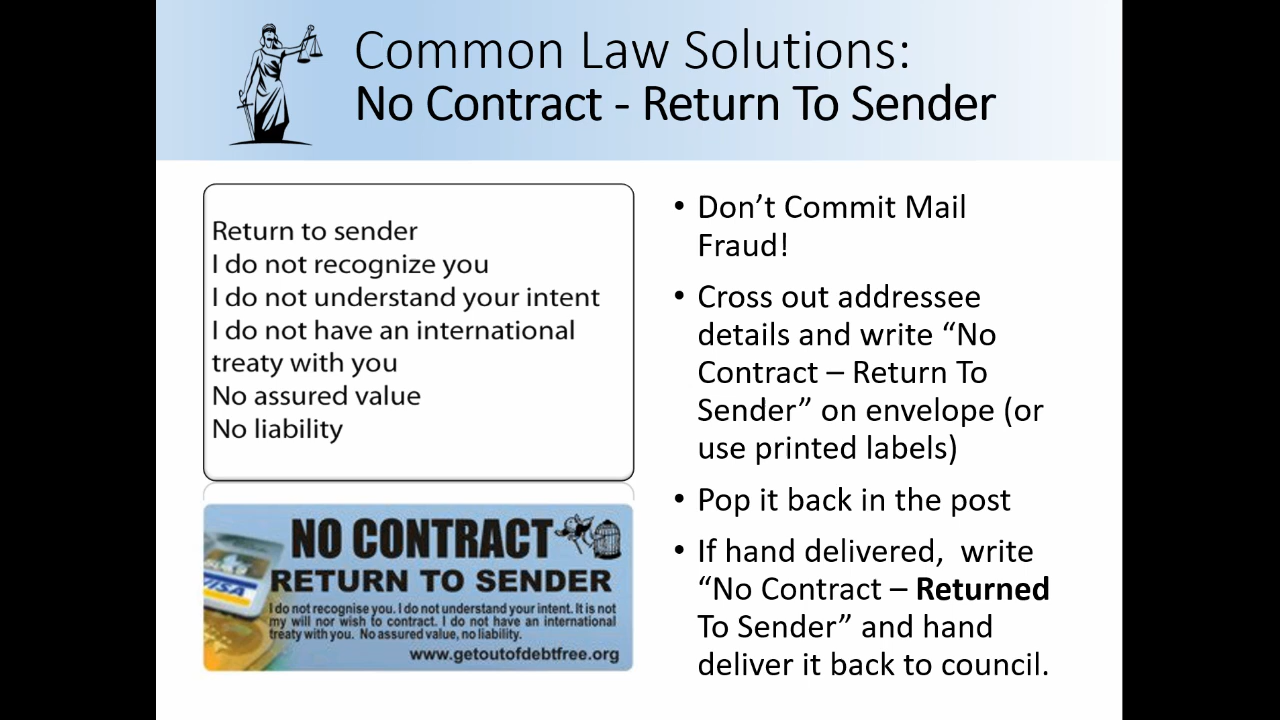 Common Law Solutions:
No Contract - Return To Sender
Return to sender
I do not recognize you
I do not understand your intent
I do not have an international
treaty with you
No assured value
No liability
NO CONTRACT
RETURN TO SENDER
I do not recognise you. I do not understand your intent. It is not
my will nor wish to contract. I do not have an international
treaty with you. No assured value, no liability.
www.getoutofdebtfree.org
VISA
• Don’t Commit Mail
Fraud!
• Cross out addressee
details and write “No
Contract – Return To
Sender” on envelope (or
use printed labels)
• Pop it back in the post
• If hand delivered,  write
“No Contract – Returned
To Sender” and hand
deliver it back to council.